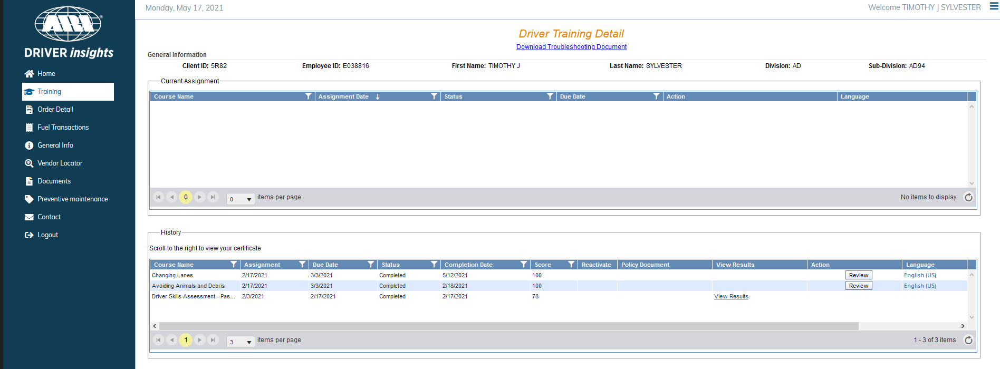 Monday, May 17, 2021
Welcome TIMOTHY J SYLVESTER
ARI®
DRIVER insights
Home
Training
Order Detail
Fuel Transactions
General Info
Vendor Locator
Documents
Preventive maintenance
Contact
Logout
Driver Training Detail
Download Troubleshooting Document
General Information
Client ID: 5R82 Employee ID: E038816 First Name: TIMOTHY J Last Name: SYLVESTER Division: AD Sub-Division: AD94
Current Assignment
Course Name Assignment Date ↓ Status Due Date Action Language
0 0 items per page No items to display
History
Scroll to the right to view your certificate
Course Name Assignment Due Date Status Completion Date Score Reactivate Policy Document View Results Action Language
Changing Lanes 2/17/2021 3/3/2021 Completed 5/12/2021 100 Review English (US)
Avoiding Animals and Debris 2/17/2021 3/3/2021 Completed 2/18/2021 100 Review English (US)
Driver Skills Assessment - Pas... 2/3/2021 2/17/2021 Completed 2/17/2021 78 View Results
1 3 items per page 1 - 3 of 3 items